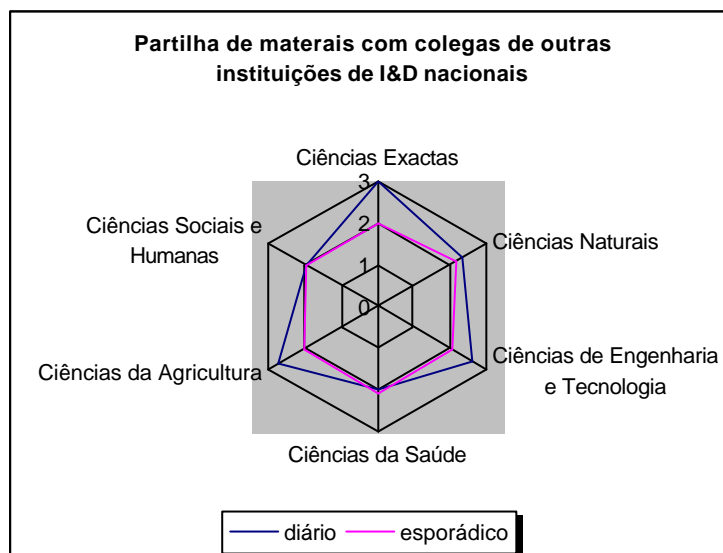 Partilha de materais com colegas de outras
instituições de I&D nacionais
Ciências Exactas
3
Ciências Sociais e
Humanas
2
Ciências Naturais
1
0
Ciências da Agricultura
Ciências de Engenharia
e Tecnologia
Ciências da Saúde
diário
esporádico